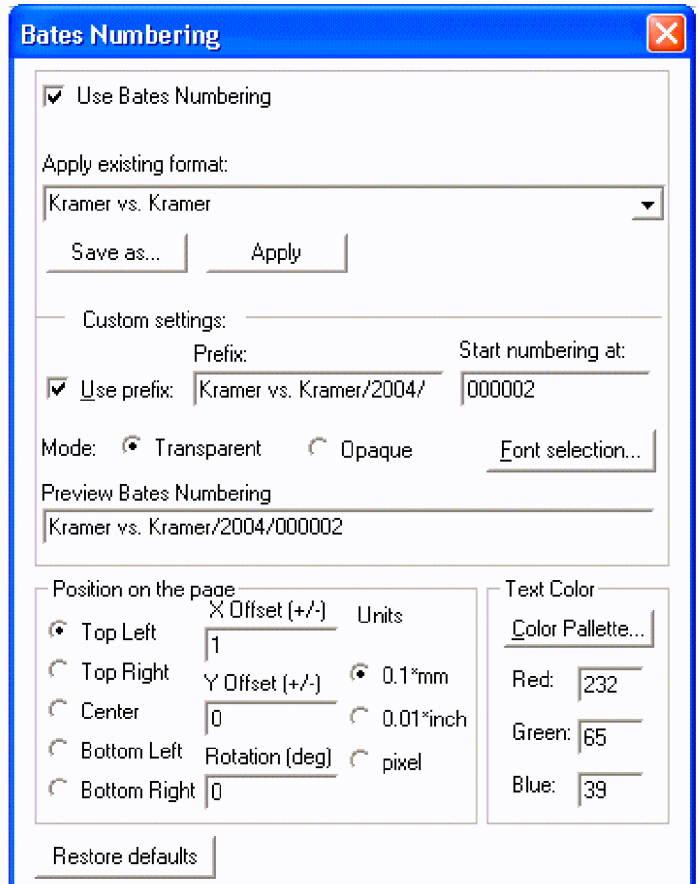 Bates Numbering
Use Bates Numbering
Apply existing format:
Kramer vs. Kramer
Save as...
Apply
Custom settings:
Prefix:
Start numbering at:
Use prefix:
Kramer vs. Kramer/2004/
000002
Mode:
Transparent
Opaque
Font selection...
Preview Bates Numbering
Kramer vs. Kramer/2004/000002
Position on the page
Top Left
Top Right
Center
Bottom Left
Bottom Right
X Offset (+/-)
1
Y Offset (+/-)
0
Rotation (deg)
0
Units
0.1*mm
0.01*inch
pixel
Text Color
Color Pallette...
Red: 232
Green: 65
Blue: 39
Restore defaults